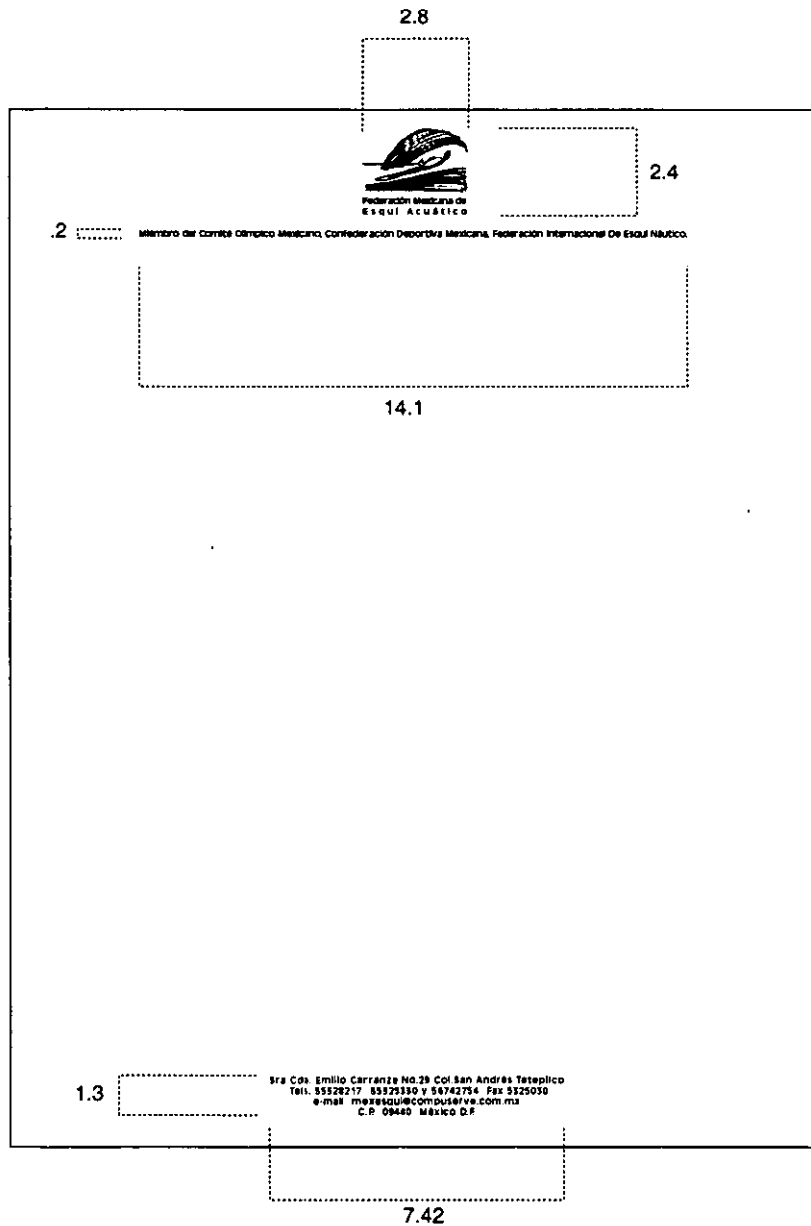 2.8
2.4
Federación Mexicana de
Esquí Acuático
.2
Miembro del Comité Olímpico Mexicano, Confederación Deportiva Mexicana, Federación Internacional De Esquí Náutico.
14.1
1.3
Cda. Emilio Carranza No.29 Col.San Andrés Tetepilco
Tels. 55328217 y 56742754 Fax 5325030
e-mail mexesqui@compuserve.com.mx
C.P. 09440 México D.F.
7.42